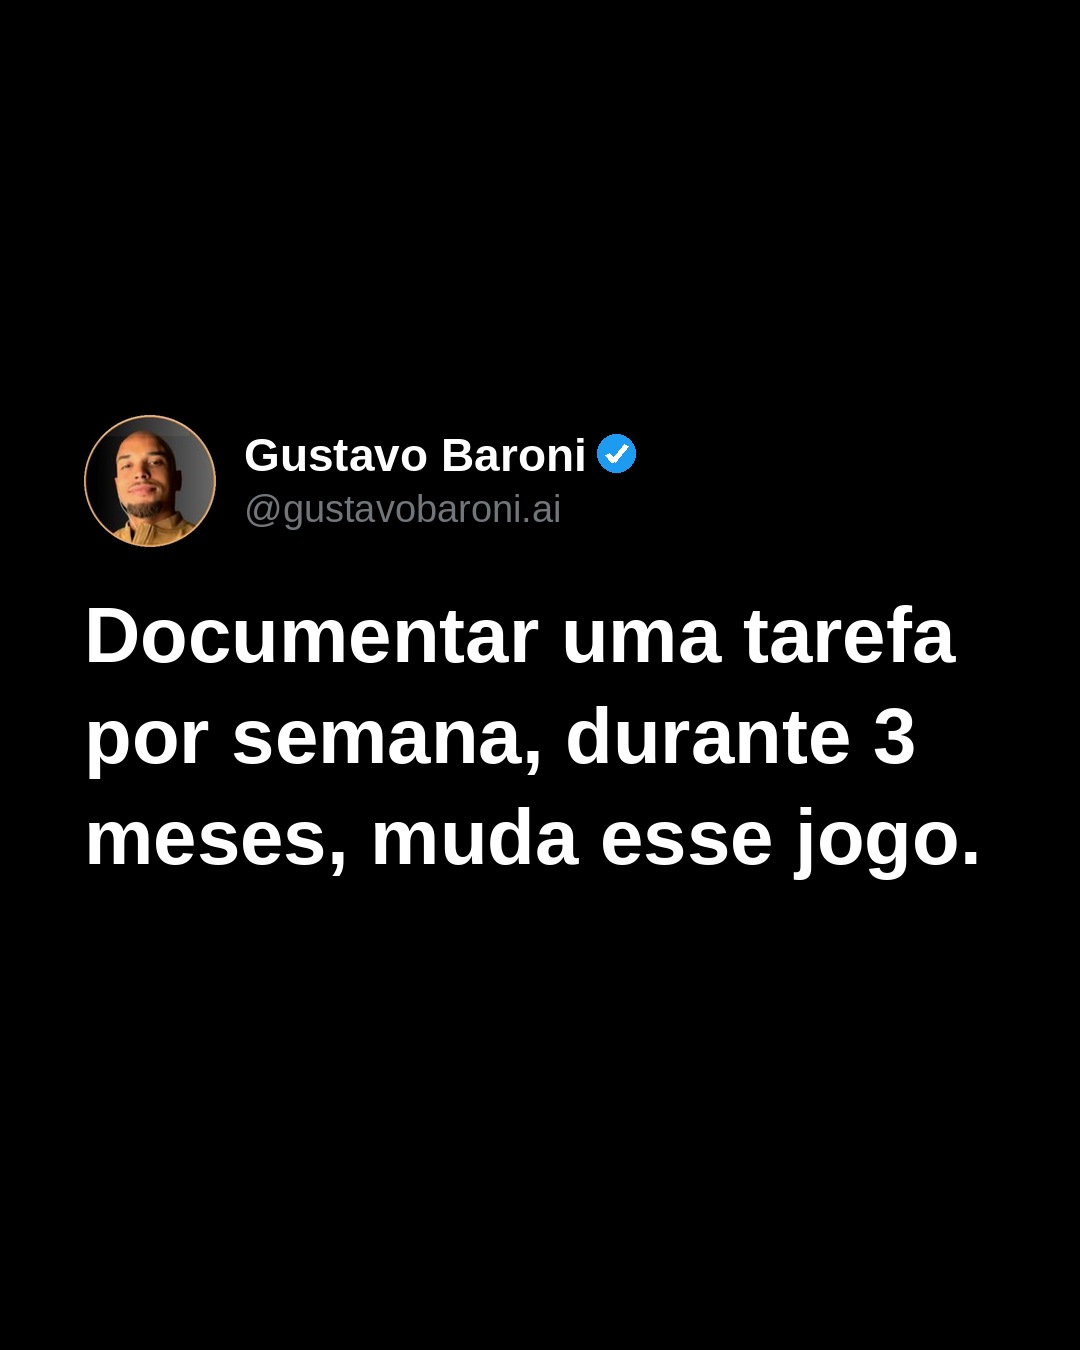 Gustavo Baroni
@gustavobaroni.ai
Documentar uma tarefa
por semana, durante 3
meses, muda esse jogo.